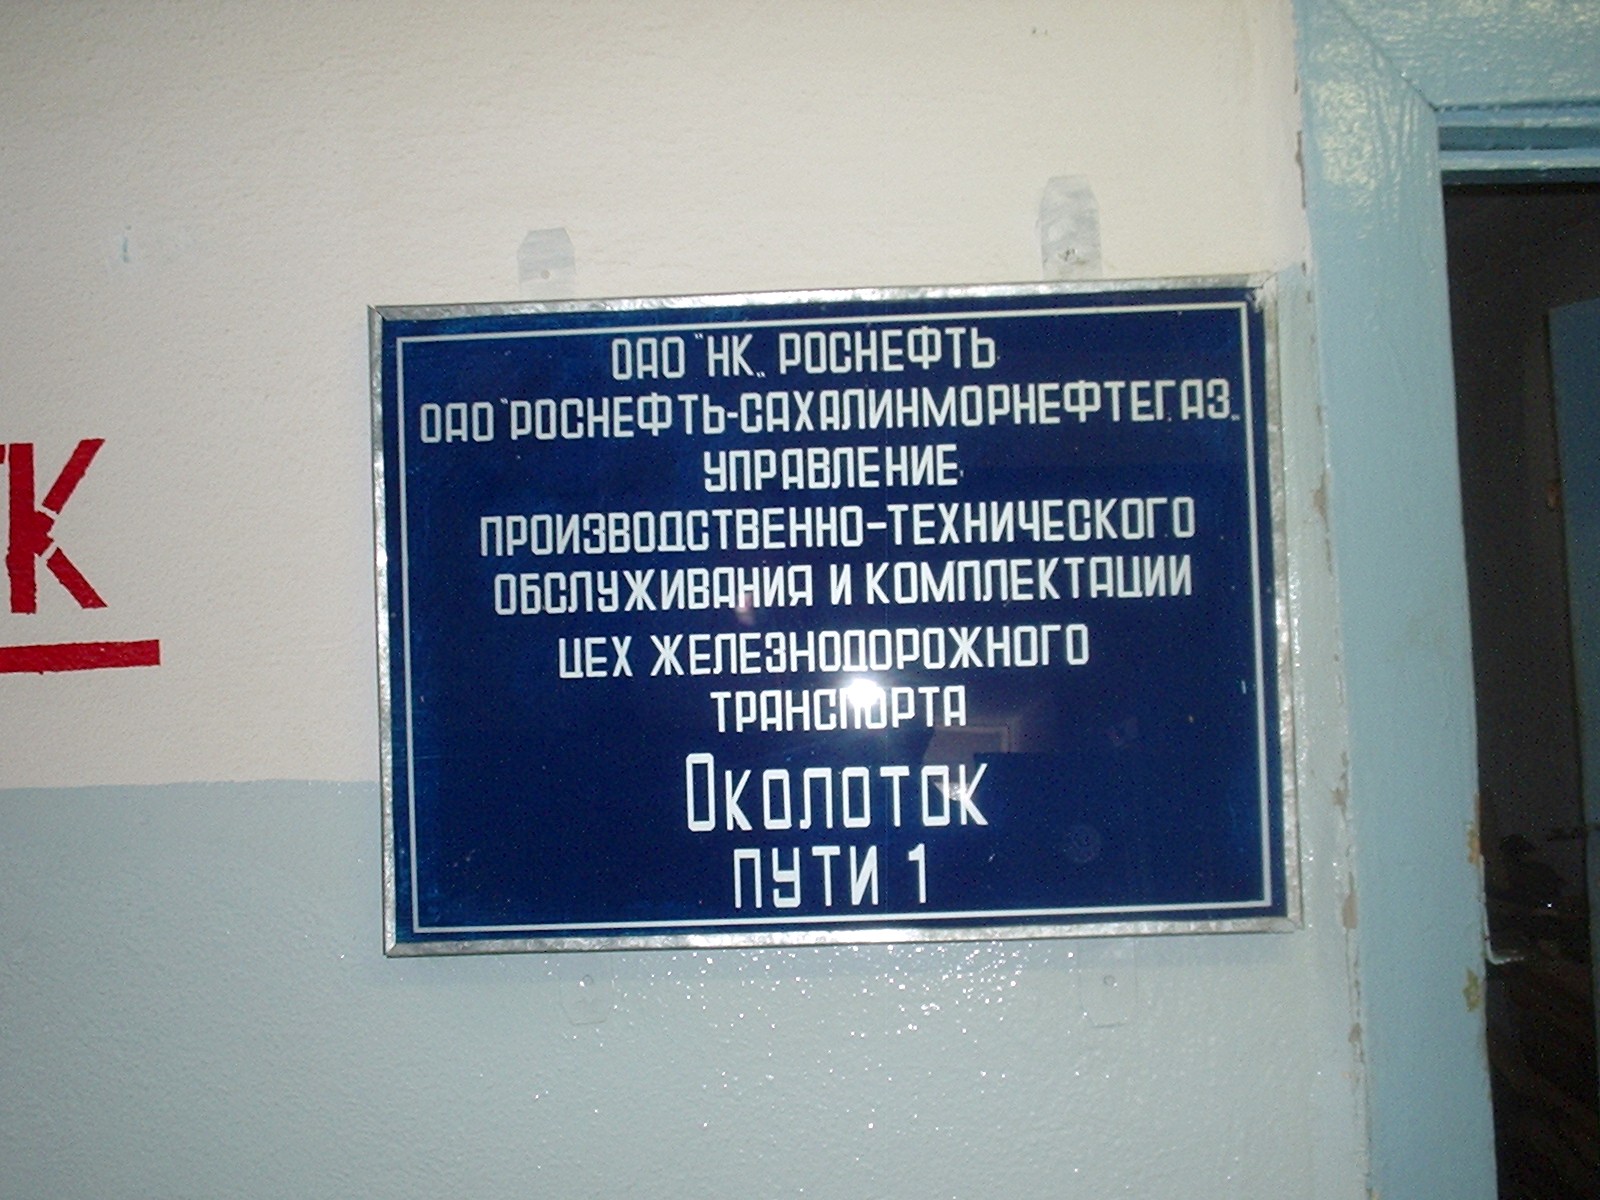 ОАО "НК„ РОСНЕФТЬ
ОАО "РОСНЕФТЬ-САХАЛИНМОРНЕФТЕГАЗ„
УПРАВЛЕНИЕ
ПРОИЗВОДСТВЕННО-ТЕХНИЧЕСКОГО
ОБСЛУЖИВАНИЯ И КОМПЛЕКТАЦИИ
ЦЕХ ЖЕЛЕЗНОДОРОЖНОГО
ТРАНСПОРТА
Околоток
ПУТИ 1